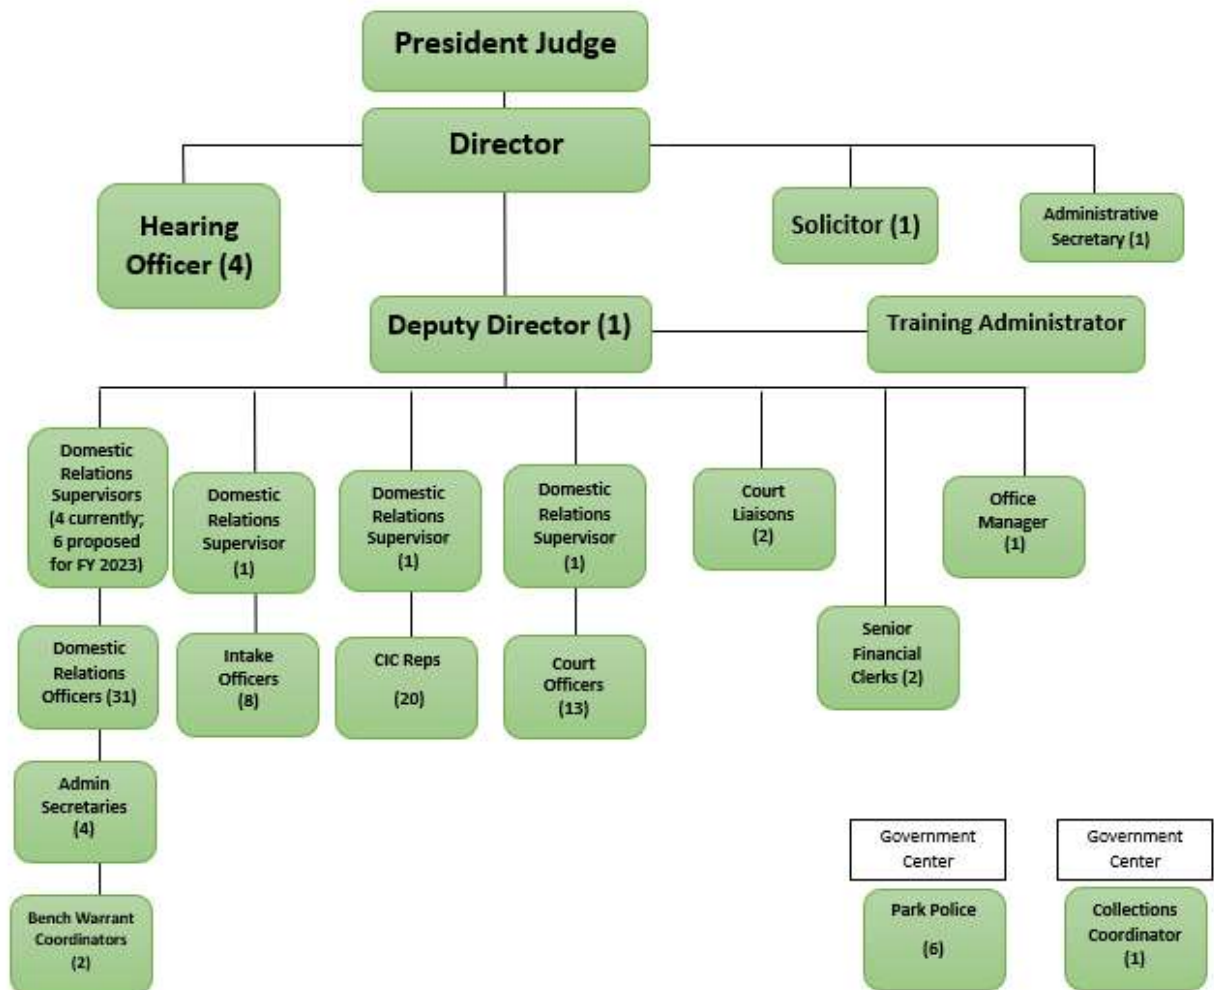 President Judge
Director
Hearing
Officer (4)
Solicitor (1)
Administrative
Secretary (1)
Deputy Director (1)
Training Administrator
Domestic
Relations
Supervisors
(4 currently;
6 proposed
for FY 2023)
Domestic
Relations
Supervisor
(1)
Domestic
Relations
Supervisor
(1)
Domestic
Relations
Supervisor
(1)
Court
Liaisons
(2)
Office
Manager
(1)
Domestic
Relations
Officers (31)
Intake
Officers
(8)
CIC Reps
(20)
Court
Officers
(13)
Senior
Financial
Clerks (2)
Admin
Secretaries
(4)
Bench Warrant
Coordinators
(2)
Government
Center
Park Police
(6)
Government
Center
Collections
Coordinator
(1)